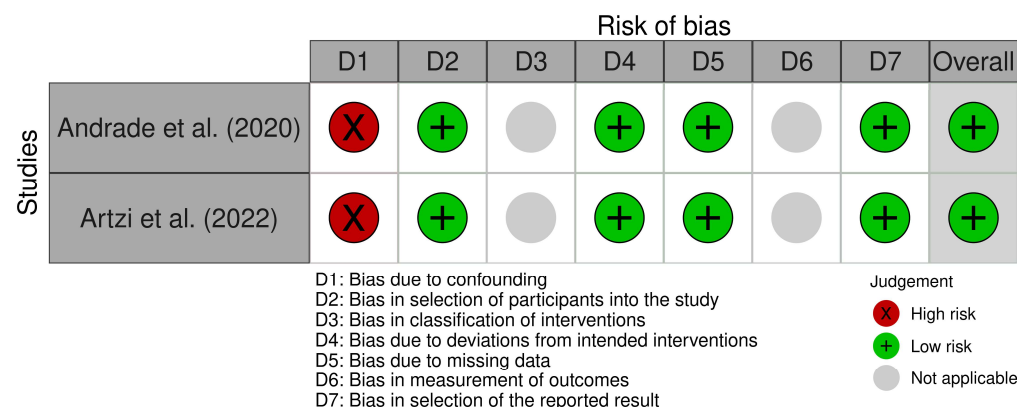 Risk of bias
D1 D2 D3 D4 D5 D6 D7 Overall
Studies
Andrade et al. (2020) X + + + + +
Artzi et al. (2022) X + + + + +
D1: Bias due to confounding
D2: Bias in selection of participants into the study
D3: Bias in classification of interventions
D4: Bias due to deviations from intended interventions
D5: Bias due to missing data
D6: Bias in measurement of outcomes
D7: Bias in selection of the reported result
Judgement
X High risk
+ Low risk
Not applicable